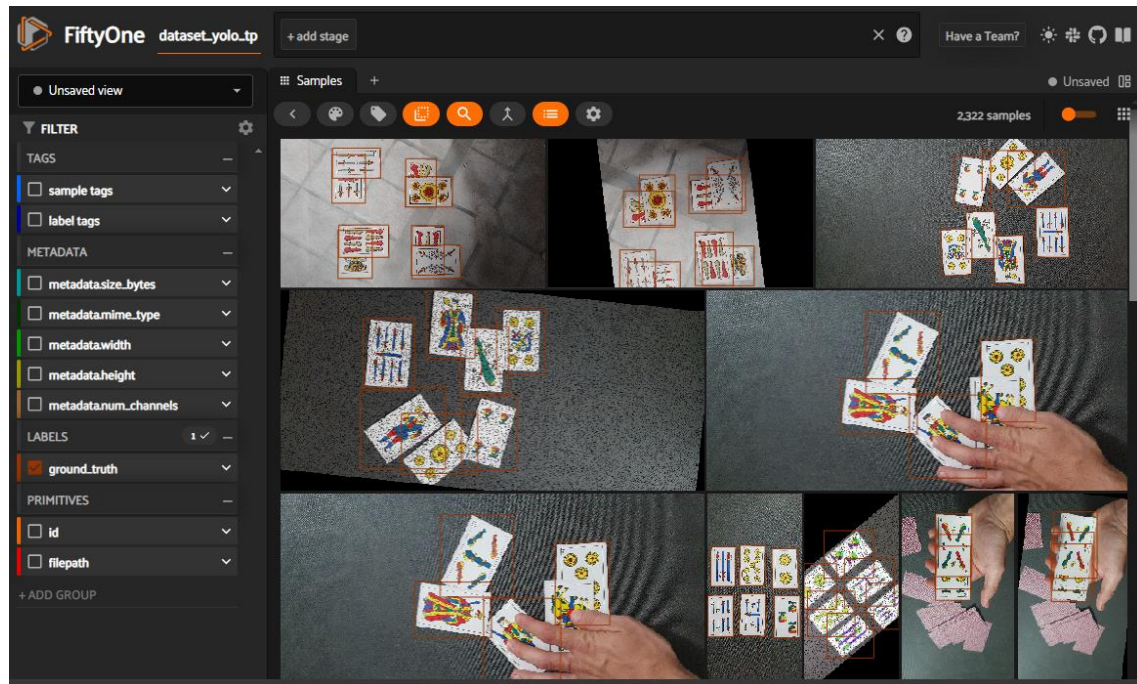 FiftyOne dataset_yolo_tp
+ add stage
Have a Team?
Unsaved view
Samples +
Unsaved
FILTER
2,322 samples
TAGS
sample tags
label tags
METADATA
metadata.size_bytes
metadata.mime_type
metadata.width
metadata.height
metadata.num_channels
LABELS 1
ground_truth
PRIMITIVES
id
filepath
+ ADD GROUP